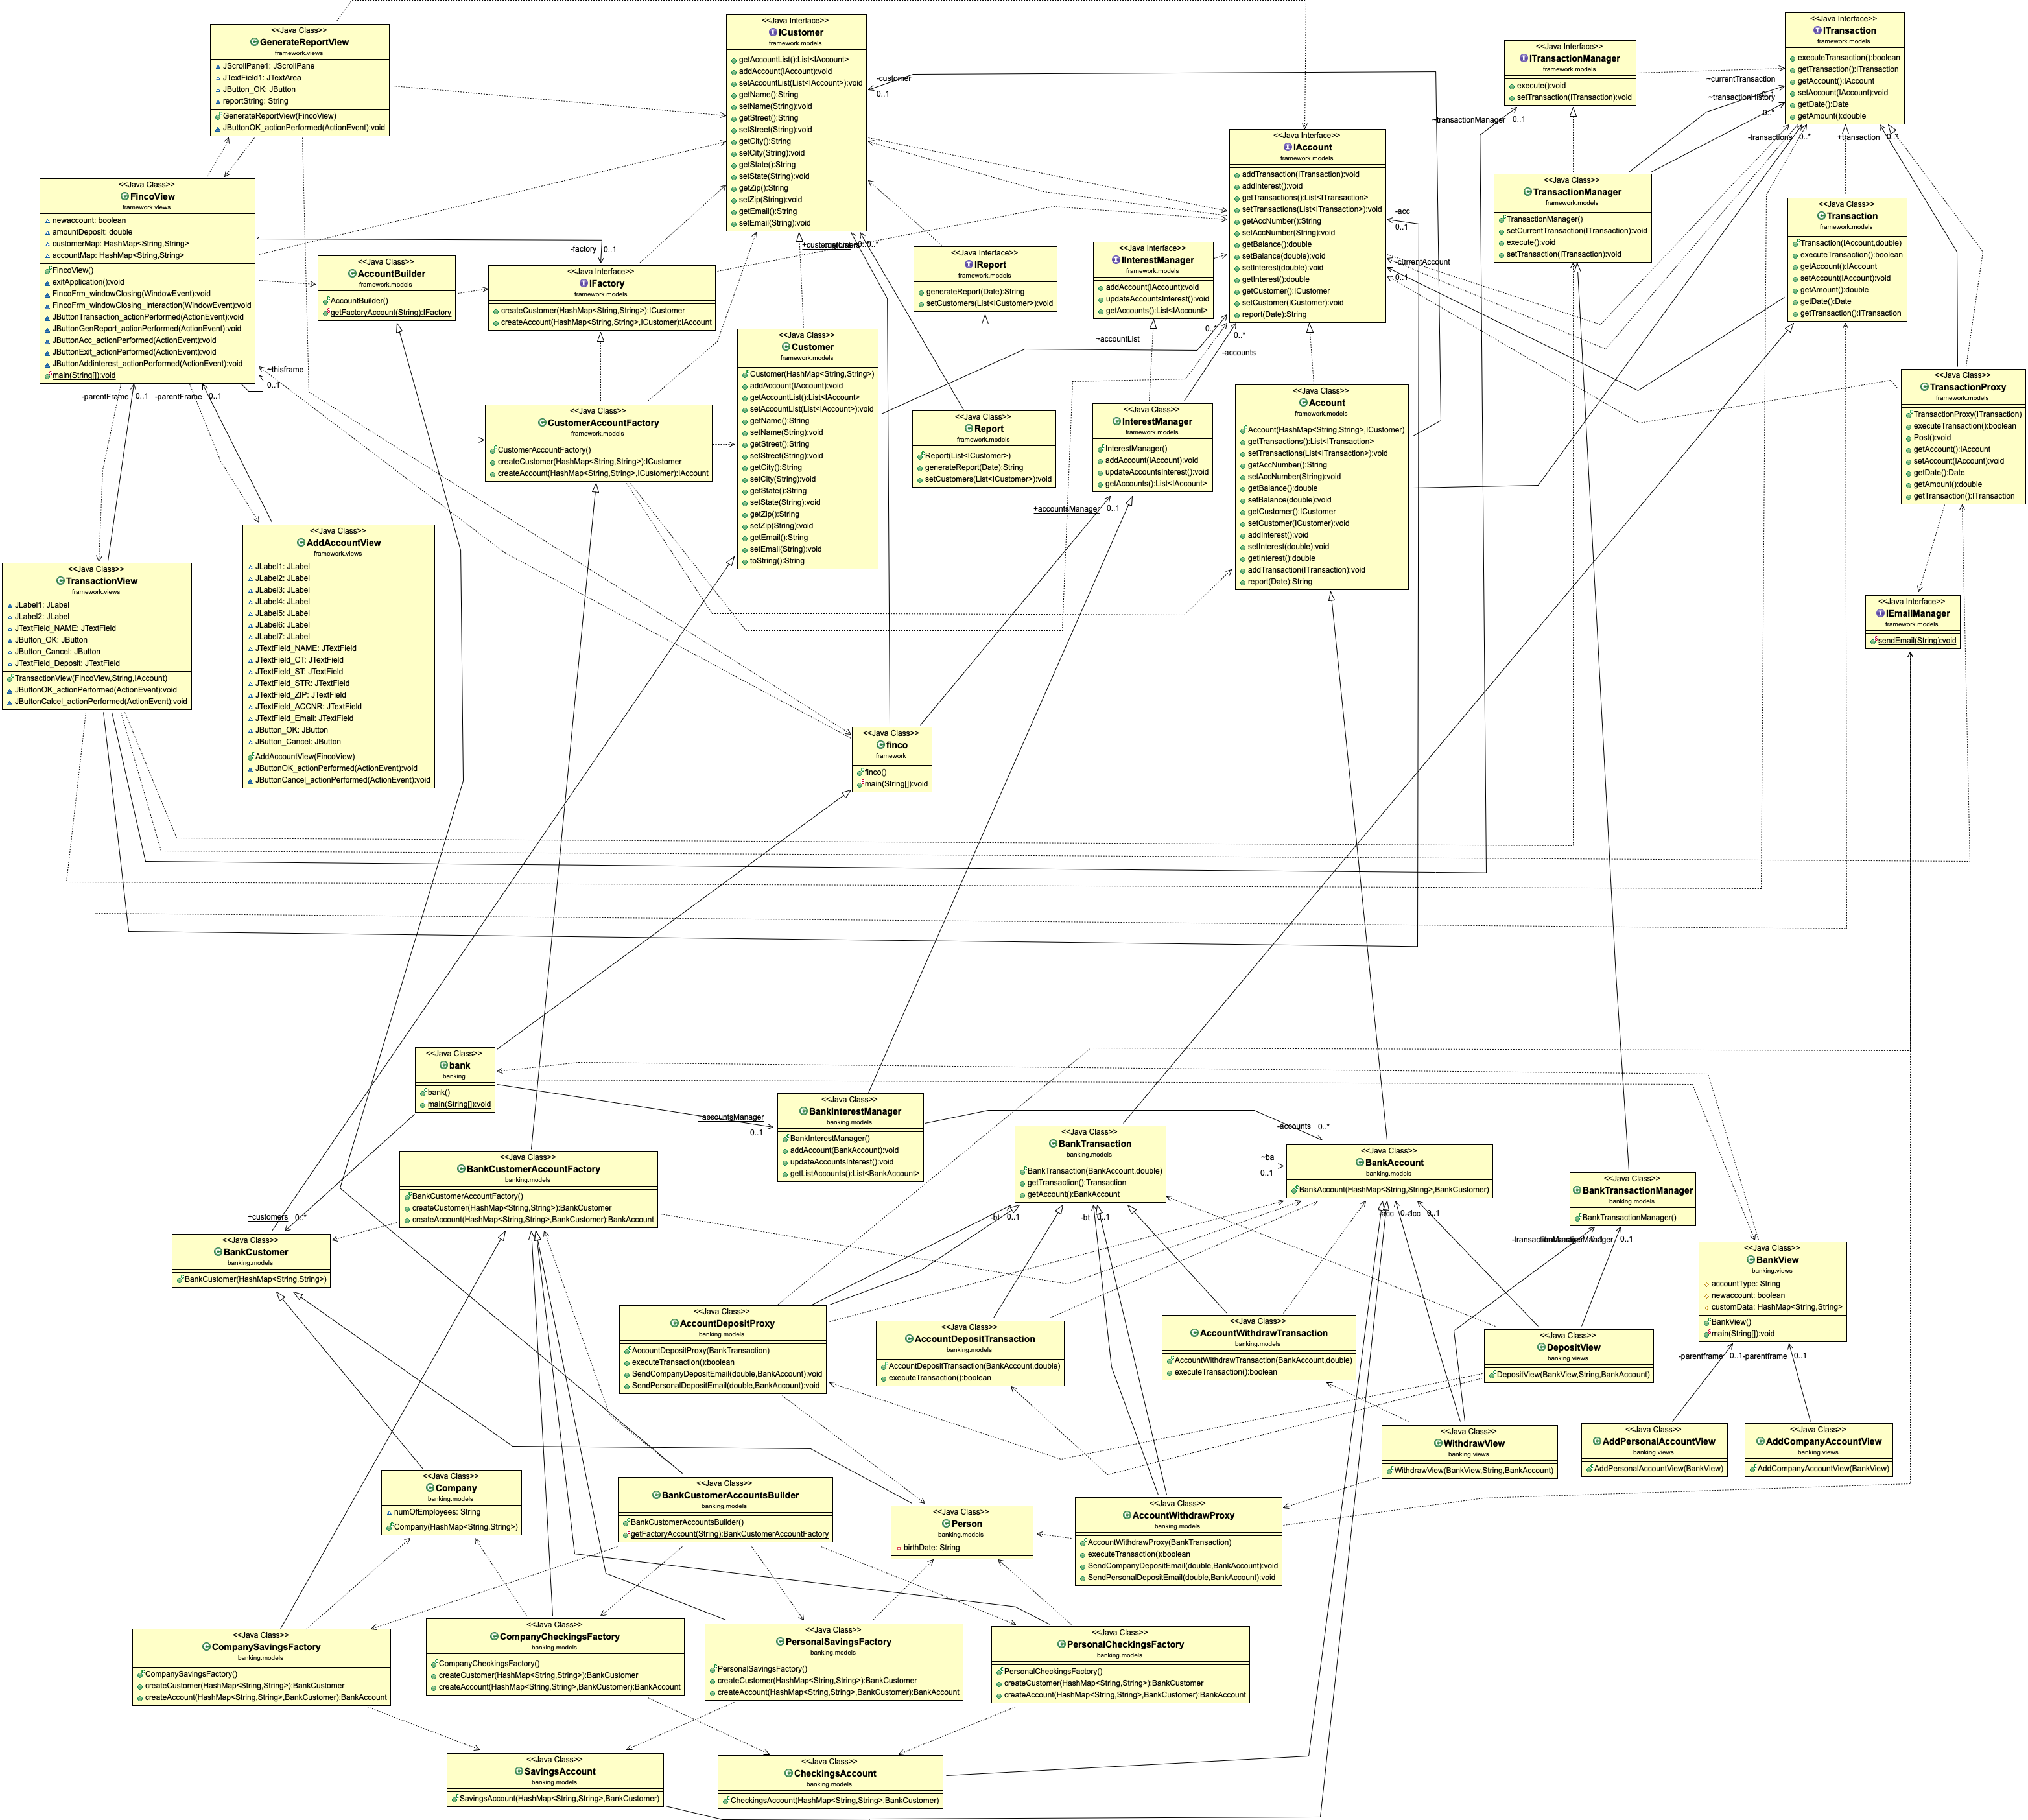 <<Java Class>>
GenerateReportView
framework.views
JScrollPane1: JScrollPane
JTextField1: JTextArea
JButton_OK: JButton
reportString: String
GenerateReportView(FincoView)
JButtonOK_actionPerformed(ActionEvent):void
<<Java Interface>>
ICustomer
framework.models
getAccountList():List<IAccount>
addAccount(IAccount):void
setAccountList(List<IAccount>):void
getName():String
setName(String):void
getStreet():String
setStreet(String):void
getCity():String
setCity(String):void
getState():String
setState(String):void
getZip():String
setZip(String):void
getEmail():String
setEmail(String):void
-customer
0..1
<<Java Interface>>
ITransactionManager
framework.models
execute():void
setTransaction(ITransaction):void
<<Java Interface>>
ITransaction
framework.models
executeTransaction():boolean
getTransaction():ITransaction
getAccount():IAccount
setAccount(IAccount):void
getDate():Date
getAmount():double
~currentTransaction
~transactionHistory
0..*
~transactionManager
0..1
-transactions
0..*
+transaction
0..1
<<Java Interface>>
IAccount
framework.models
addTransaction(ITransaction):void
addInterest():void
getTransactions():List<ITransaction>
setTransactions(List<ITransaction>):void
getAccNumber():String
setAccNumber(String):void
getBalance():double
setBalance(double):void
setInterest(double):void
getInterest():double
getCustomer():ICustomer
setCustomer(ICustomer):void
report(Date):String
-acc
0..1
-currentAccount
0..1
<<Java Class>>
TransactionManager
framework.models
TransactionManager()
setCurrentTransaction(ITransaction):void
execute():void
setTransaction(ITransaction):void
<<Java Class>>
Transaction
framework.models
Transaction(IAccount,double)
executeTransaction():boolean
getAccount():IAccount
setAccount(IAccount):void
getAmount():double
getDate():Date
getTransaction():ITransaction
<<Java Class>>
FincoView
framework.views
newaccount: boolean
amountDeposit: double
customerMap: HashMap<String,String>
accountMap: HashMap<String,String>
FincoView()
exitApplication():void
FincoFrm_windowClosing(WindowEvent):void
FincoFrm_windowClosing_Interaction(WindowEvent):void
JButtonTransaction_actionPerformed(ActionEvent):void
JButtonGenReport_actionPerformed(ActionEvent):void
JButtonAcc_actionPerformed(ActionEvent):void
JButtonExit_actionPerformed(ActionEvent):void
JButtonAddinterest_actionPerformed(ActionEvent):void
main(String[]):void
-factory
0..1
~thisframe
0..1
-parentFrame
0..1
-parentFrame
0..1
<<Java Class>>
AccountBuilder
framework.models
AccountBuilder()
getFactoryAccount(String):IFactory
<<Java Interface>>
IFactory
framework.models
createCustomer(HashMap<String,String>):ICustomer
createAccount(HashMap<String,String>,ICustomer):IAccount
<<Java Interface>>
IReport
framework.models
generateReport(Date):String
setCustomers(List<ICustomer>):void
<<Java Interface>>
IInterestManager
framework.models
addAccount(IAccount):void
updateAccountsInterest():void
getAccounts():List<IAccount>
<<Java Class>>
Customer
framework.models
Customer(HashMap<String,String>)
addAccount(IAccount):void
getAccountList():List<IAccount>
setAccountList(List<IAccount>):void
getName():String
setName(String):void
getStreet():String
setStreet(String):void
getCity():String
setCity(String):void
getState():String
setState(String):void
getZip():String
setZip(String):void
getEmail():String
setEmail(String):void
toString():String
~accountList
0..*
-accounts
0..*
<<Java Class>>
CustomerAccountFactory
framework.models
CustomerAccountFactory()
createCustomer(HashMap<String,String>):ICustomer
createAccount(HashMap<String,String>,ICustomer):IAccount
<<Java Class>>
Report
framework.models
Report(List<ICustomer>)
generateReport(Date):String
setCustomers(List<ICustomer>):void
<<Java Class>>
InterestManager
framework.models
InterestManager()
addAccount(IAccount):void
updateAccountsInterest():void
getAccounts():List<IAccount>
+accountsManager
0..1
<<Java Class>>
Account
framework.models
Account(HashMap<String,String>,ICustomer)
getTransactions():List<ITransaction>
setTransactions(List<ITransaction>):void
getAccNumber():String
setAccNumber(String):void
getBalance():double
setBalance(double):void
getCustomer():ICustomer
setCustomer(ICustomer):void
addInterest():void
setInterest(double):void
getInterest():double
addTransaction(ITransaction):void
report(Date):String
<<Java Class>>
TransactionProxy
framework.models
TransactionProxy(ITransaction)
executeTransaction():boolean
Post():void
getAccount():IAccount
setAccount(IAccount):void
getDate():Date
getAmount():double
getTransaction():ITransaction
<<Java Class>>
AddAccountView
framework.views
JLabel1: JLabel
JLabel2: JLabel
JLabel3: JLabel
JLabel4: JLabel
JLabel5: JLabel
JLabel6: JLabel
JLabel7: JLabel
JTextField_NAME: JTextField
JTextField_CT: JTextField
JTextField_ST: JTextField
JTextField_STR: JTextField
JTextField_ZIP: JTextField
JTextField_ACCNR: JTextField
JTextField_Email: JTextField
JButton_OK: JButton
JButton_Cancel: JButton
AddAccountView(FincoView)
JButtonOK_actionPerformed(ActionEvent):void
JButtonCancel_actionPerformed(ActionEvent):void
<<Java Class>>
TransactionView
framework.views
JLabel1: JLabel
JLabel2: JLabel
JTextField_NAME: JTextField
JButton_OK: JButton
JButton_Cancel: JButton
JTextField_Deposit: JTextField
TransactionView(FincoView,String,IAccount)
JButtonOK_actionPerformed(ActionEvent):void
JButtonCalcel_actionPerformed(ActionEvent):void
<<Java Interface>>
IEmailManager
framework.models
sendEmail(String):void
<<Java Class>>
finco
framework
finco()
main(String[]):void
<<Java Class>>
bank
banking
bank()
main(String[]):void
+accountsManager
0..1
<<Java Class>>
BankInterestManager
banking.models
BankInterestManager()
addAccount(BankAccount):void
updateAccountsInterest():void
getListAccounts():List<BankAccount>
-accounts
0..*
<<Java Class>>
BankTransaction
banking.models
BankTransaction(BankAccount,double)
getTransaction():Transaction
getAccount():BankAccount
~ba
0..1
<<Java Class>>
BankAccount
banking.models
BankAccount(HashMap<String,String>,BankCustomer)
<<Java Class>>
BankTransactionManager
banking.models
BankTransactionManager()
<<Java Class>>
BankCustomerAccountFactory
banking.models
BankCustomerAccountFactory()
createCustomer(HashMap<String,String>):BankCustomer
createAccount(HashMap<String,String>,BankCustomer):BankAccount
+customers
0..*
-bt
0..1
-bt
0..1
0..1
<<Java Class>>
BankCustomer
banking.models
BankCustomer(HashMap<String,String>)
<<Java Class>>
BankView
banking.views
accountType: String
newaccount: boolean
customData: HashMap<String,String>
BankView()
main(String[]):void
-parentframe
0..1
-parentframe
0..1
<<Java Class>>
AccountDepositProxy
banking.models
AccountDepositProxy(BankTransaction)
executeTransaction():boolean
SendCompanyDepositEmail(double,BankAccount):void
SendPersonalDepositEmail(double,BankAccount):void
<<Java Class>>
AccountDepositTransaction
banking.models
AccountDepositTransaction(BankAccount,double)
executeTransaction():boolean
<<Java Class>>
AccountWithdrawTransaction
banking.models
AccountWithdrawTransaction(BankAccount,double)
executeTransaction():boolean
<<Java Class>>
DepositView
banking.views
DepositView(BankView,String,BankAccount)
<<Java Class>>
WithdrawView
banking.views
WithdrawView(BankView,String,BankAccount)
<<Java Class>>
AddPersonalAccountView
banking.views
AddPersonalAccountView(BankView)
<<Java Class>>
AddCompanyAccountView
banking.views
AddCompanyAccountView(BankView)
<<Java Class>>
Company
banking.models
numOfEmployees: String
Company(HashMap<String,String>)
<<Java Class>>
BankCustomerAccountsBuilder
banking.models
BankCustomerAccountsBuilder()
getFactoryAccount(String):BankCustomerAccountFactory
<<Java Class>>
Person
banking.models
birthDate: String
<<Java Class>>
AccountWithdrawProxy
banking.models
AccountWithdrawProxy(BankTransaction)
executeTransaction():boolean
SendCompanyDepositEmail(double,BankAccount):void
SendPersonalDepositEmail(double,BankAccount):void
<<Java Class>>
CompanySavingsFactory
banking.models
CompanySavingsFactory()
createCustomer(HashMap<String,String>):BankCustomer
createAccount(HashMap<String,String>,BankCustomer):BankAccount
<<Java Class>>
CompanyCheckingsFactory
banking.models
CompanyCheckingsFactory()
createCustomer(HashMap<String,String>):BankCustomer
createAccount(HashMap<String,String>,BankCustomer):BankAccount
<<Java Class>>
PersonalSavingsFactory
banking.models
PersonalSavingsFactory()
createCustomer(HashMap<String,String>):BankCustomer
createAccount(HashMap<String,String>,BankCustomer):BankAccount
<<Java Class>>
PersonalCheckingsFactory
banking.models
PersonalCheckingsFactory()
createCustomer(HashMap<String,String>):BankCustomer
createAccount(HashMap<String,String>,BankCustomer):BankAccount
<<Java Class>>
SavingsAccount
banking.models
SavingsAccount(HashMap<String,String>,BankCustomer)
<<Java Class>>
CheckingsAccount
banking.models
CheckingsAccount(HashMap<String,String>,BankCustomer)